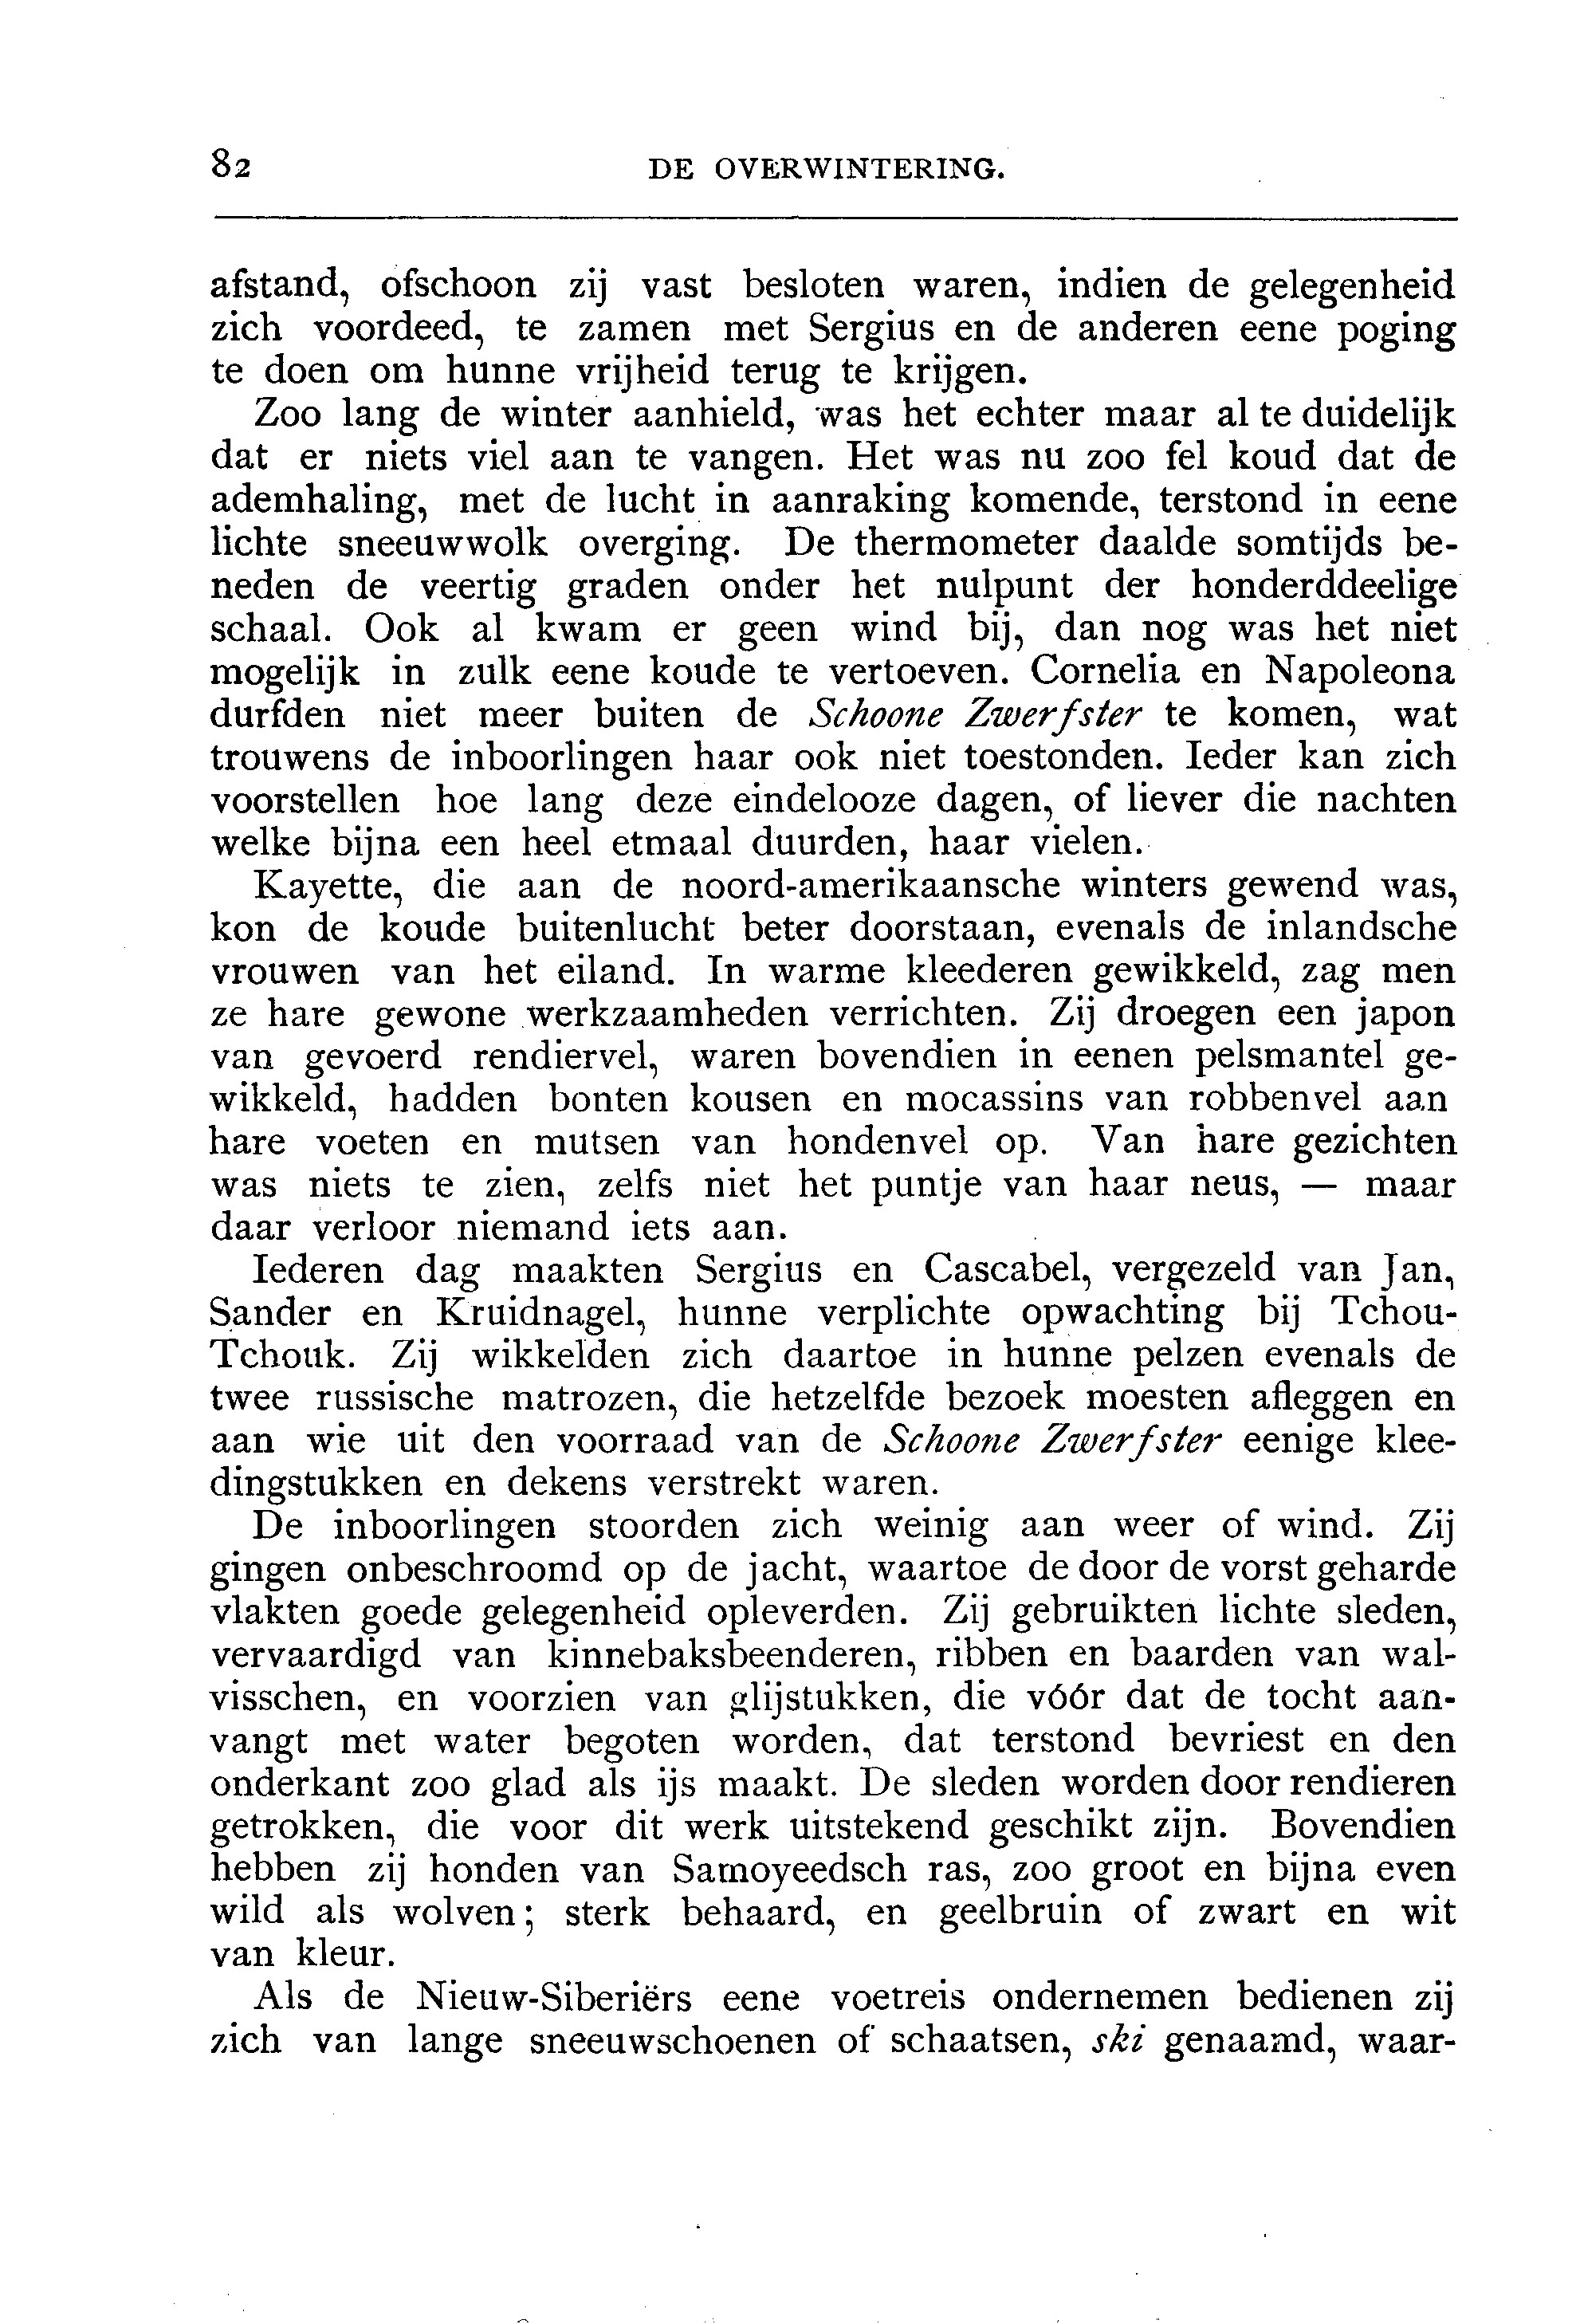 82 DE OVERWINTERING.
afstand, ofschoon zij vast besloten waren, indien de gelegenheid
zich voordeed, te zamen met Sergius en de anderen eene poging
te doen om hunne vrijheid terug te krijgen.
Zoo lang de winter aanhield, was het echter maar al te duidelijk
dat er niets viel aan te vangen. Het was nu zoo fel koud dat de
ademhaling, met de lucht in aanraking komende, terstond in eene
lichte sneeuwwolk overging. De thermometer daalde somtijds be-
neden de veertig graden onder het nulpunt der honderddeelige
schaal. Ook al kwam er geen wind bij, dan nog was het niet
mogelijk in zulk eene koude te vertoeven. Cornelia en Napoleona
durfden niet meer buiten de Schoone Zwerfster te komen, wat
trouwens de inboorlingen haar ook niet toestonden. Ieder kan zich
voorstellen hoe lang deze eindelooze dagen, of liever die nachten
welke bijna een heel etmaal duurden, haar vielen.
Kayette, die aan de noord-amerikaansche winters gewend was,
kon de koude buitenlucht beter doorstaan, evenals de inlandsche
vrouwen van het eiland. In warme kleederen gewikkeld, zag men
ze hare gewone werkzaamheden verrichten. Zij droegen een japon
van gevoerd rendiervel, waren bovendien in eenen pelsmantel ge-
wikkeld, hadden bonten kousen en mocassins van robbenvel aan
hare voeten en mutsen van hondenvel op. Van hare gezichten
was niets te zien, zelfs niet het puntje van haar neus, — maar
daar verloor niemand iets aan.
Iederen dag maakten Sergius en Cascabel, vergezeld van Jan,
Sander en Kruidnagel, hunne verplichte opwachting bij Tchou-
Tchouk. Zij wikkelden zich daartoe in hunne pelzen evenals de
twee russische matrozen, die hetzelfde bezoek moesten afleggen en
aan wie uit den voorraad van de Schoone Zwerfster eenige klee-
dingstukken en dekens verstrekt waren.
De inboorlingen stoorden zich weinig aan weer of wind. Zij
gingen onbeschroomd op de jacht, waartoe de door de vorst geharde
vlakten goede gelegenheid opleverden. Zij gebruikten lichte sleden,
vervaardigd van kinnebaksbeenderen, ribben en baarden van wal-
visschen, en voorzien van glijstukken, die vóór dat de tocht aan-
vangt met water begoten worden, dat terstond bevriest en den
onderkant zoo glad als ijs maakt. De sleden worden door rendieren
getrokken, die voor dit werk uitstekend geschikt zijn. Bovendien
hebben zij honden van Samoyeedsch ras, zoo groot en bijna even
wild als wolven; sterk behaard, en geelbruin of zwart en wit
van kleur.
Als de Nieuw-Siberiërs eene voetreis ondernemen bedienen zij
zich van lange sneeuwschoenen of schaatsen, ski genaamd, waar-